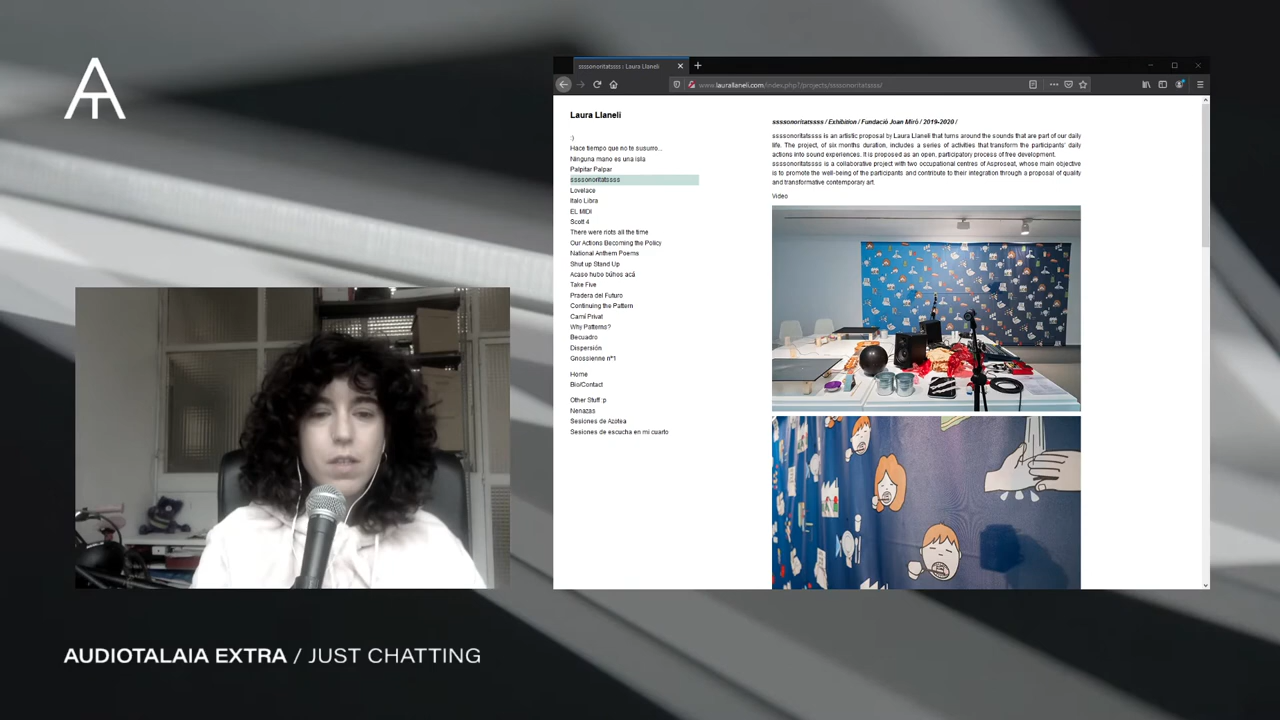 AT
ssssonoritatssss : Laura Llaneli
www.laurallaneli.com/index.php?/projects/ssssonoritatssss/
Laura Llaneli
:)
Hace tiempo que no te susurro...
Ninguna mano es una isla
Palpitar Palpar
ssssonoritatssss
Lovelace
Italo Libra
EL MIDI
Scott 4
There were riots all the time
Our Actions Becoming the Policy
National Anthem Poems
Shut up Stand Up
Acaso hubo búhos acá
Take Five
Pradera del Futuro
Continuing the Pattern
Camí Privat
Why Patterns?
Becuadro
Dispersión
Gnossienne nº1
Home
Bio/Contact
Other Stuff :p
Nenazas
Sesiones de Azotea
Sesiones de escucha en mi cuarto
ssssonoritatssss / Exhibition / Fundació Joan Miró / 2019-2020 /
ssssonoritatssss is an artistic proposal by Laura Llaneli that turns around the sounds that are part of our daily
life. The project, of six months duration, includes a series of activities that transform the participants' daily
actions into sound experiences. It is proposed as an open, participatory process of free development.
ssssonoritatssss is a collaborative project with two occupational centres of Asproseat, whose main objective
is to promote the well-being of the participants and contribute to their integration through a proposal of quality
and transformative contemporary art.
Video
AUDIOTALAIA EXTRA / JUST CHATTING